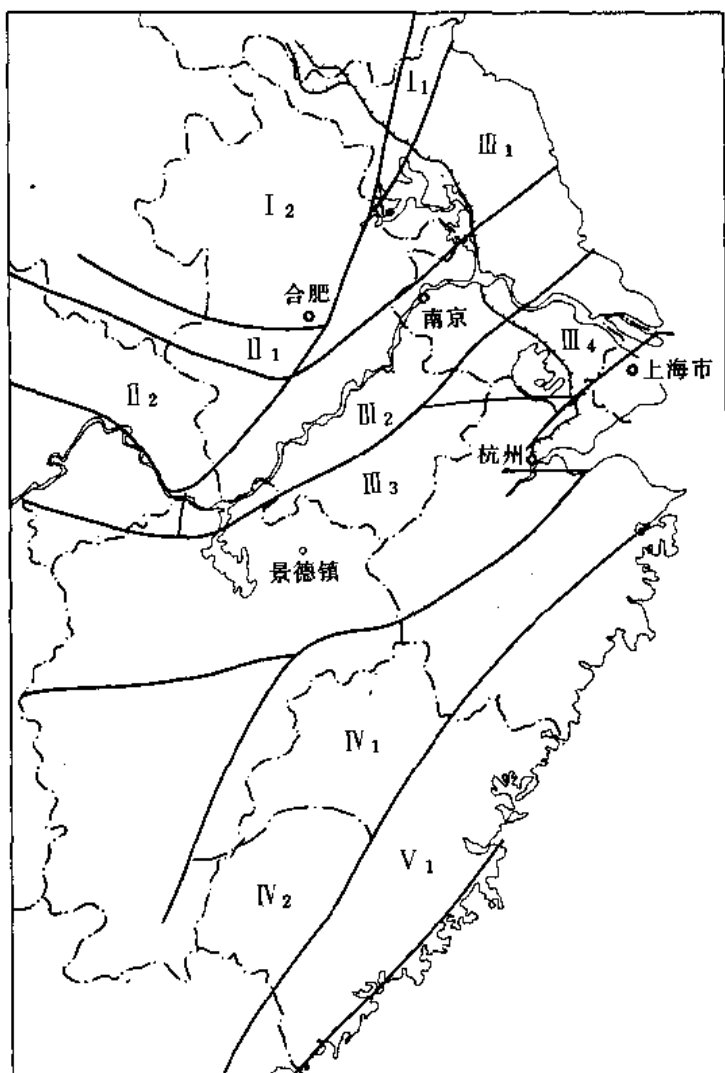 Ⅰ₁
Ⅲ₁
Ⅰ₂
合肥
南京
Ⅱ₁
Ⅲ₄
上海市
Ⅱ₂
Ⅲ₂
杭州
Ⅲ₃
景德镇
Ⅳ₁
Ⅴ₁
Ⅳ₂